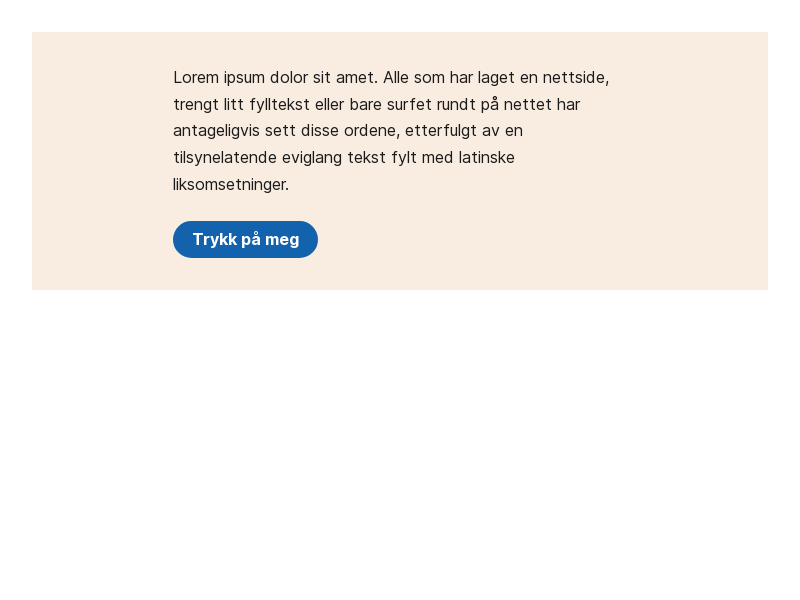 Lorem ipsum dolor sit amet. Alle som har laget en nettside,
trengt litt fylltekst eller bare surfet rundt på nettet har
antageligvis sett disse ordene, etterfulgt av en
tilsynelatende eviglang tekst fylt med latinske
liksomsetninger.
Trykk på meg